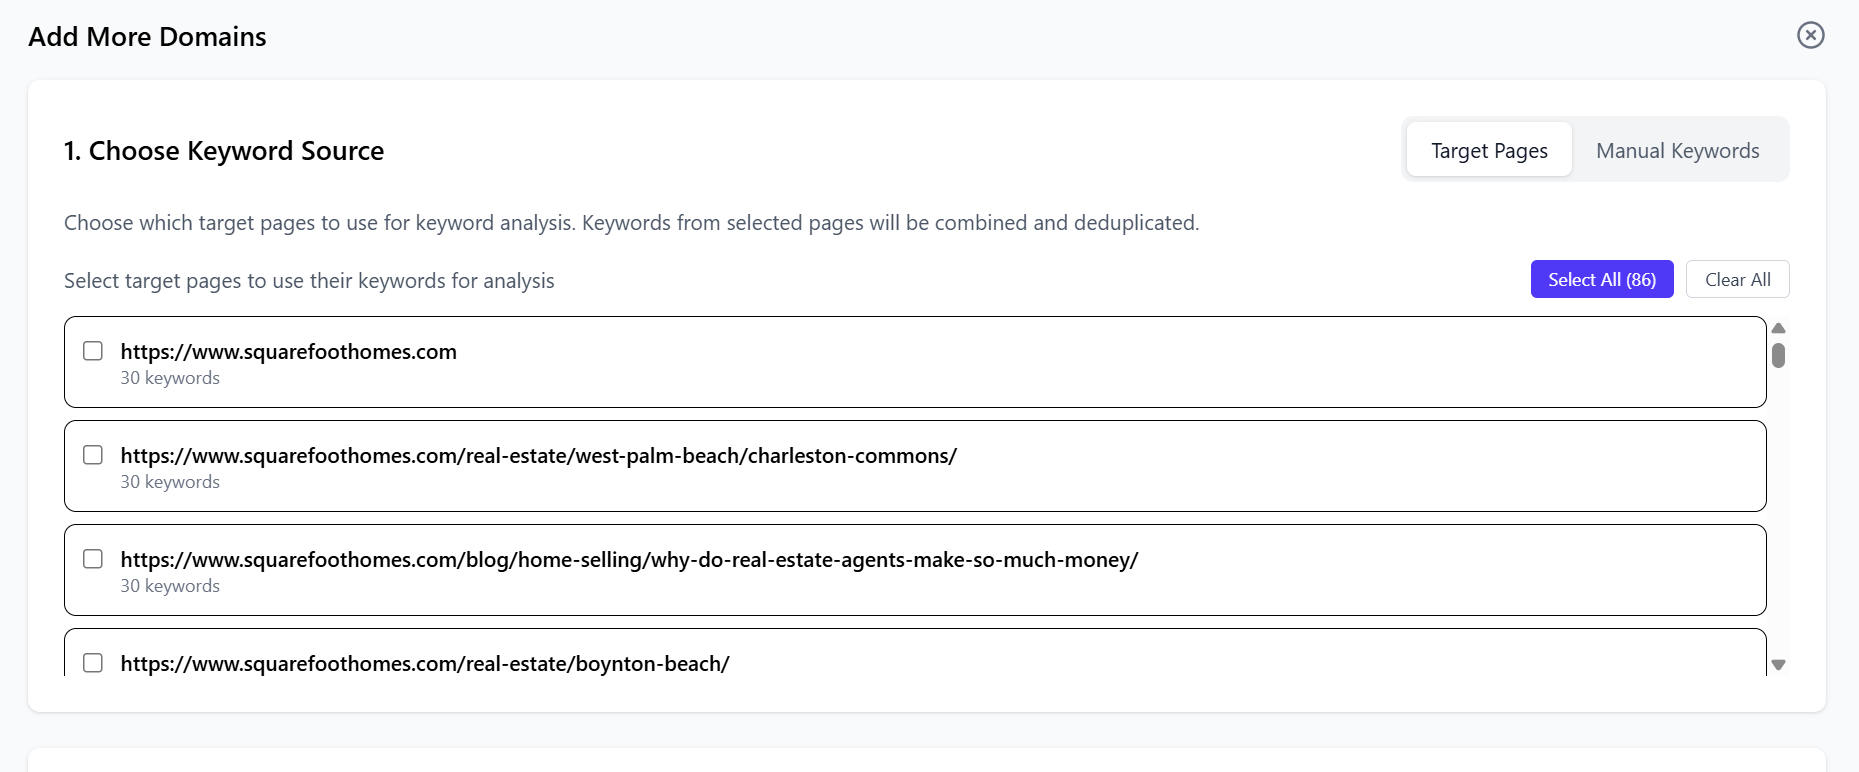 Add More Domains
1. Choose Keyword Source
Target Pages
Manual Keywords
Choose which target pages to use for keyword analysis. Keywords from selected pages will be combined and deduplicated.
Select target pages to use their keywords for analysis
Select All (86)
Clear All
https://www.squarefoothomes.com
30 keywords
https://www.squarefoothomes.com/real-estate/west-palm-beach/charleston-commons/
30 keywords
https://www.squarefoothomes.com/blog/home-selling/why-do-real-estate-agents-make-so-much-money/
30 keywords
https://www.squarefoothomes.com/real-estate/boynton-beach/